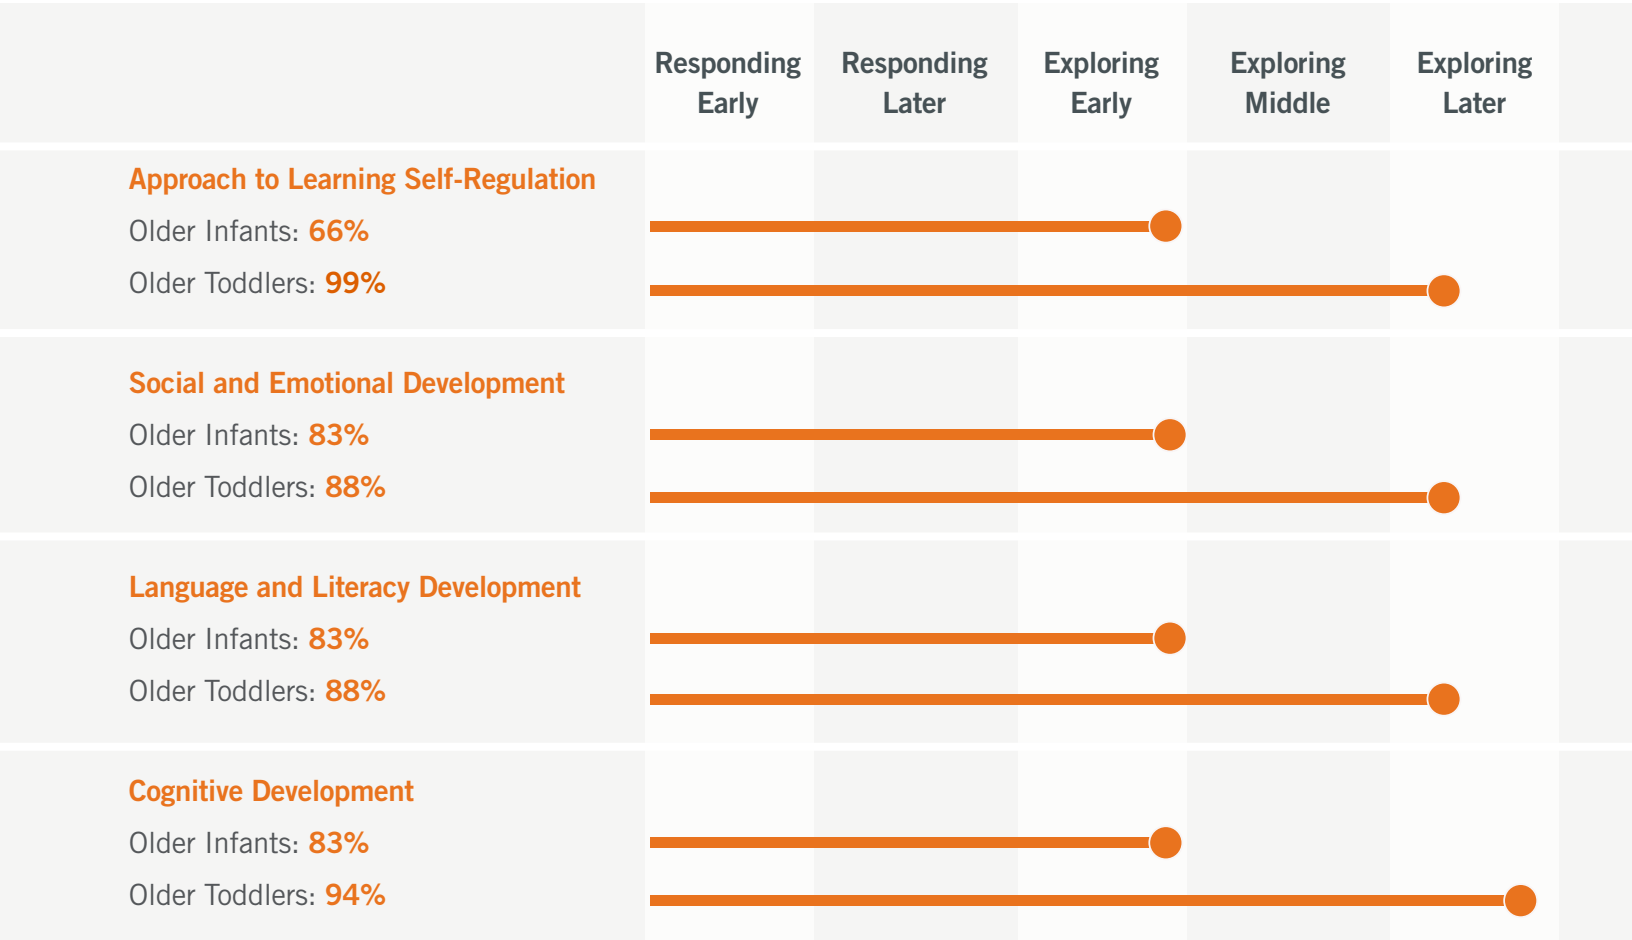 Responding Early
Responding Later
Exploring Early
Exploring Middle
Exploring Later
Approach to Learning Self-Regulation
Older Infants: 66%
Older Toddlers: 99%
Social and Emotional Development
Older Infants: 83%
Older Toddlers: 88%
Language and Literacy Development
Older Infants: 83%
Older Toddlers: 88%
Cognitive Development
Older Infants: 83%
Older Toddlers: 94%